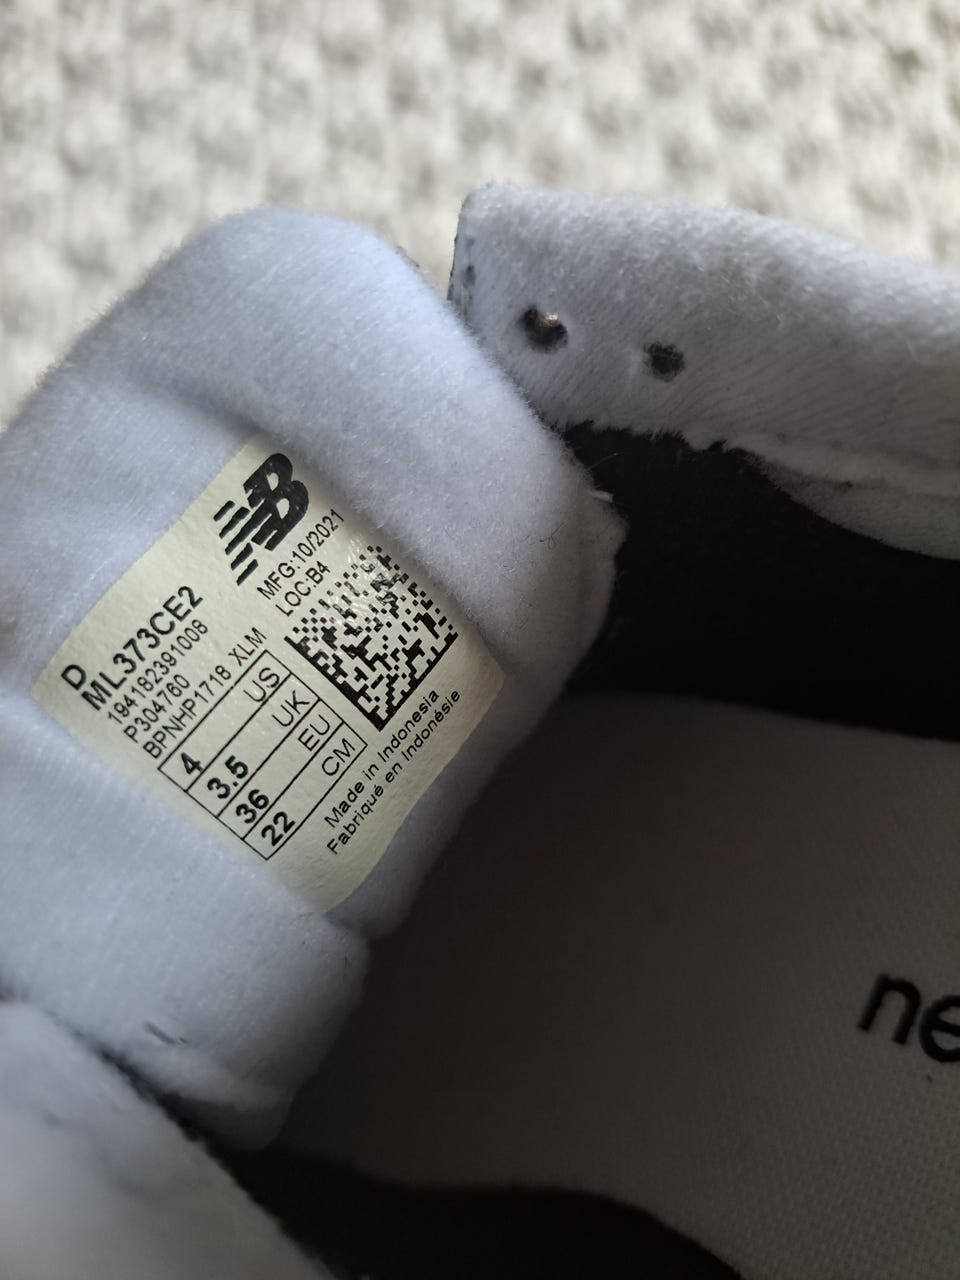 NB
MFG:10/2021
LOC:B4
D
ML373CE2
194182391008
P304760
BPNHP1718 XLM
4 US
3.5 UK
36 EU
22 CM
Made in Indonesia
Fabriqué en Indonésie
ne